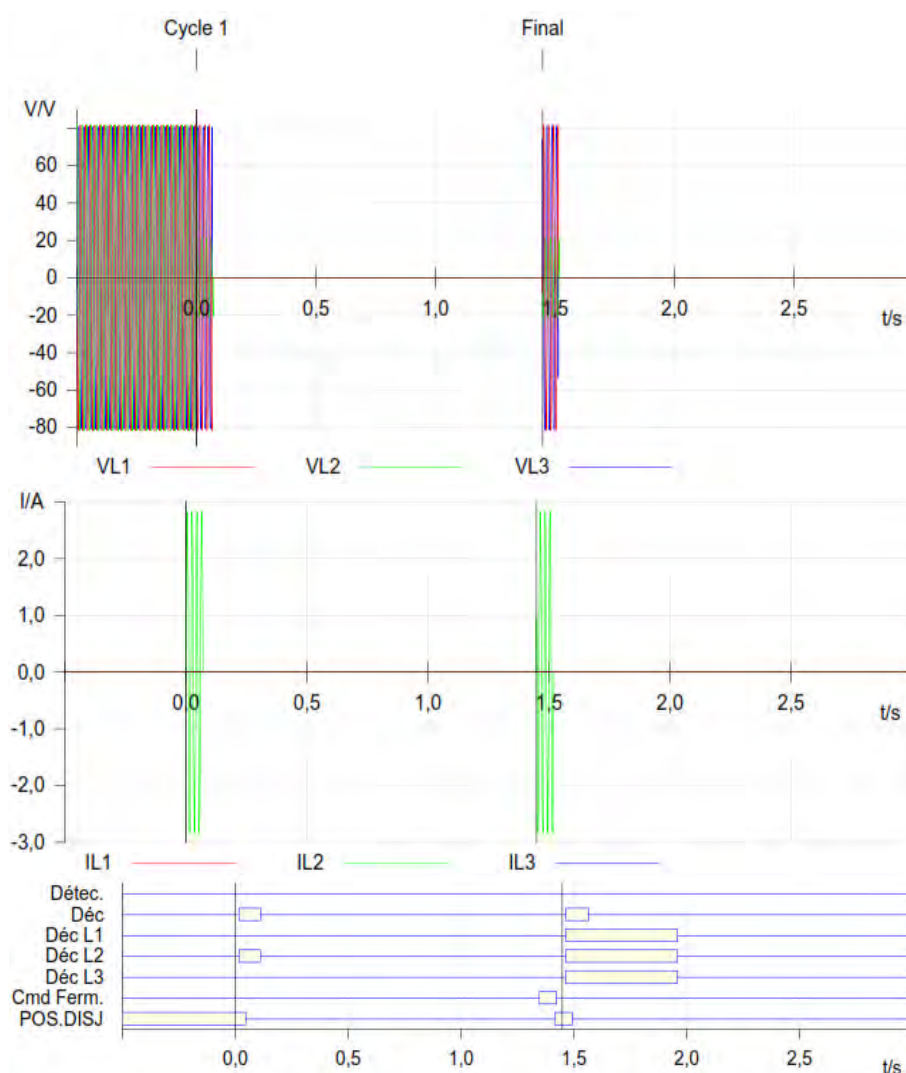 Cycle 1 Final
V/V
60
40
20
0
-20
-40
-60
-80
0,0 0,5 1,0 1,5 2,0 2,5
t/s
VL1 VL2 VL3
I/A
2,0
1,0
0,0
-1,0
-2,0
-3,0
0,0 0,5 1,0 1,5 2,0 2,5
t/s
IL1 IL2 IL3
Détec.
Déc
Déc L1
Déc L2
Déc L3
Cmd Ferm.
POS.DISJ
0,0 0,5 1,0 1,5 2,0 2,5
t/s